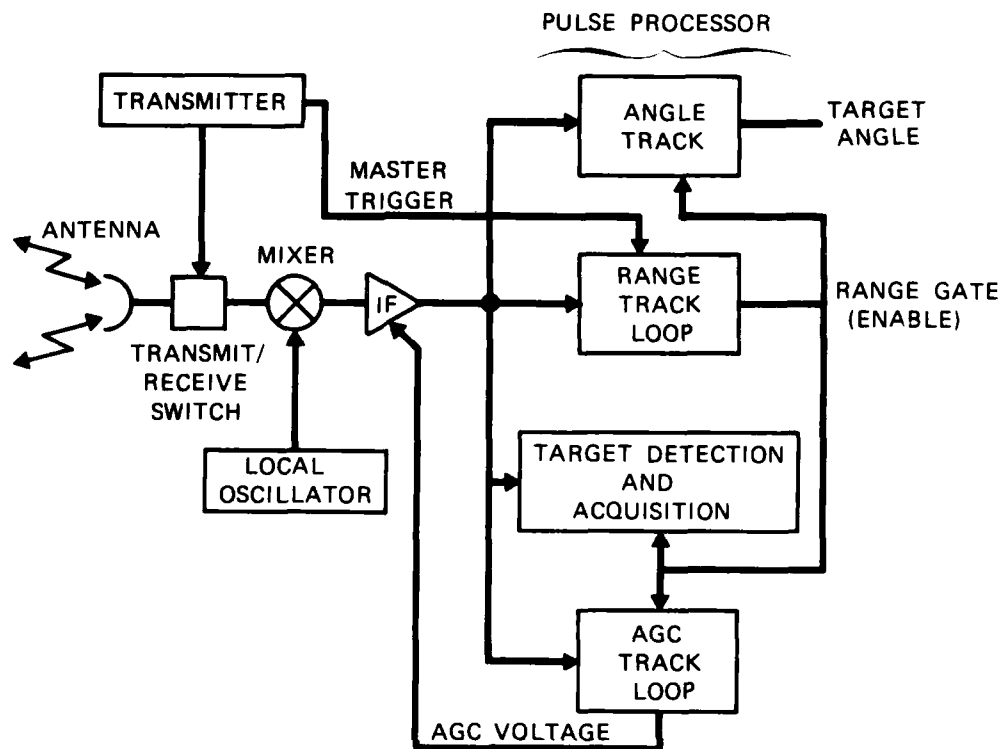 PULSE PROCESSOR
TRANSMITTER
ANGLE
TRACK
TARGET
ANGLE
MASTER
TRIGGER
ANTENNA
MIXER
IF
RANGE
TRACK
LOOP
RANGE GATE
(ENABLE)
TRANSMIT/
RECEIVE
SWITCH
LOCAL
OSCILLATOR
TARGET DETECTION
AND
ACQUISITION
AGC
TRACK
LOOP
AGC VOLTAGE